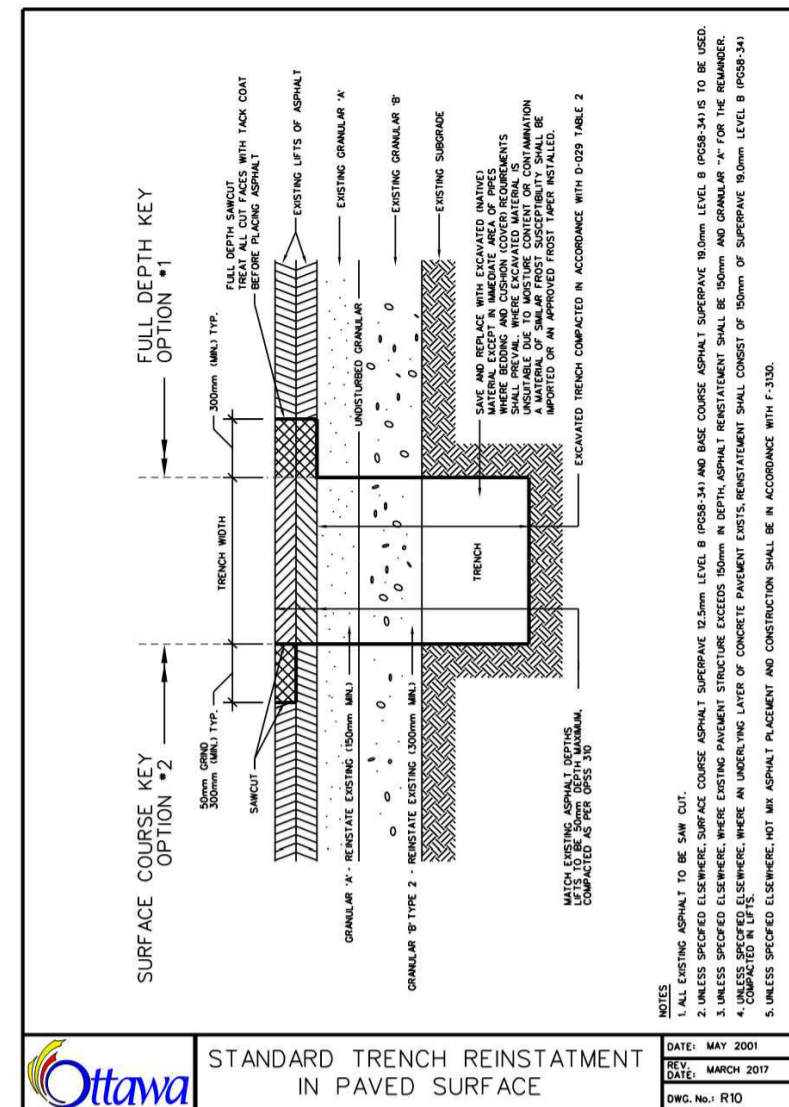 SURFACE COURSE KEY
OPTION #2
FULL DEPTH KEY
OPTION #1
50mm GRIND
300mm (MIN.) TYP.
TRENCH WIDTH
300mm (MIN.) TYP.
SAWCUT
FULL DEPTH SAWCUT
TREAT ALL CUT FACES WITH TACK COAT
BEFORE PLACING ASPHALT
EXISTING LIFTS OF ASPHALT
GRANULAR 'A' - REINSTATE EXISTING (150mm MIN.)
UNDISTURBED GRANULAR
EXISTING GRANULAR 'A'
GRANULAR 'B' TYPE 2 - REINSTATE EXISTING (300mm MIN.)
EXISTING GRANULAR 'B'
TRENCH
EXISTING SUBGRADE
SAVE AND REPLACE WITH EXCAVATED (NATIVE)
MATERIAL EXCEPT IN IMMEDIATE AREA OF PIPES
WHERE BEDDING AND CUSHION (COVER) REQUIREMENTS
SHALL PREVAIL. WHERE EXCAVATED MATERIAL IS
UNSUITABLE DUE TO MOISTURE CONTENT OR CONTAMINATION
A MATERIAL OF SIMILAR FROST SUSCEPTIBILITY SHALL BE
IMPORTED OR AN APPROVED FROST TAPER INSTALLED.
MATCH EXISTING ASPHALT DEPTHS
LIFTS TO BE 50mm DEPTH MAXIMUM,
COMPACTED AS PER OPSS 310
EXCAVATED TRENCH COMPACTED IN ACCORDANCE WITH D-029 TABLE 2
NOTES
1. ALL EXISTING ASPHALT TO BE SAW CUT.
2. UNLESS SPECIFIED ELSEWHERE, SURFACE COURSE ASPHALT SUPERPAVE 12.5mm LEVEL B (PG58-34) AND BASE COURSE ASPHALT SUPERPAVE 19.0mm LEVEL B (PG58-34) IS TO BE USED.
3. UNLESS SPECIFIED ELSEWHERE, WHERE EXISTING PAVEMENT STRUCTURE EXCEEDS 150mm IN DEPTH, ASPHALT REINSTATEMENT SHALL BE 150mm AND GRANULAR "A" FOR THE REMAINDER.
4. UNLESS SPECIFIED ELSEWHERE, WHERE AN UNDERLYING LAYER OF CONCRETE PAVEMENT EXISTS, REINSTATEMENT SHALL CONSIST OF 150mm OF SUPERPAVE 19.0mm LEVEL B (PG58-34)
COMPACTED IN LIFTS.
5. UNLESS SPECIFIED ELSEWHERE, HOT MIX ASPHALT PLACEMENT AND CONSTRUCTION SHALL BE IN ACCORDANCE WITH F-3130.
Ottawa
STANDARD TRENCH REINSTATMENT
IN PAVED SURFACE
DATE: MAY 2001
REV. DATE: MARCH 2017
DWG. No.: R10